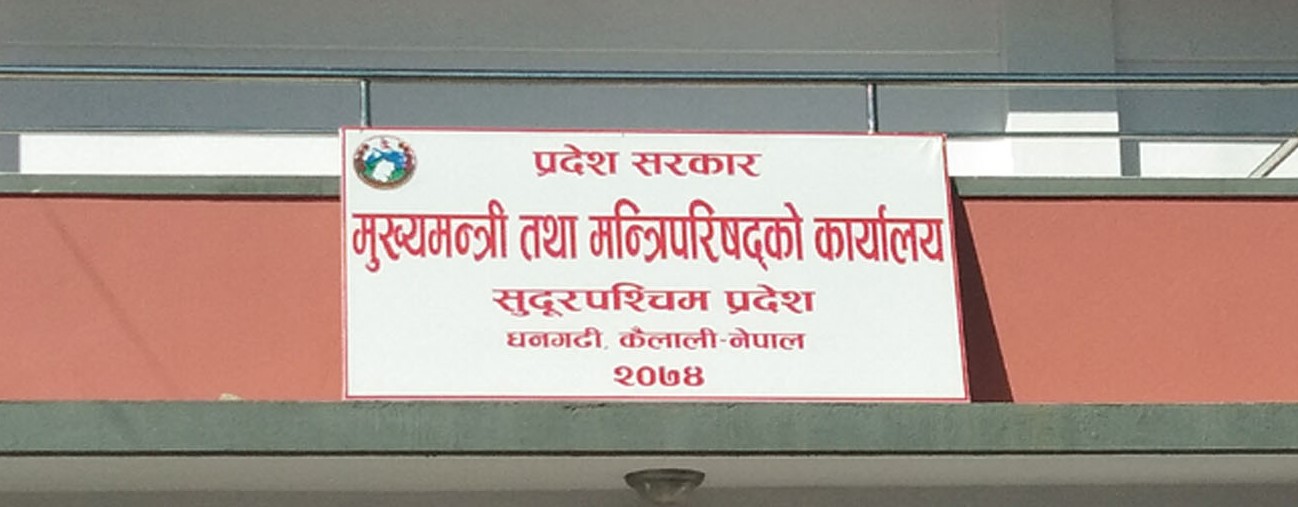 प्रदेश सरकार
मुख्यमन्त्री तथा मन्त्रिपरिषद्को कार्यालय
सुदूरपश्चिम प्रदेश
धनगढी, कैलाली-नेपाल
२०७४